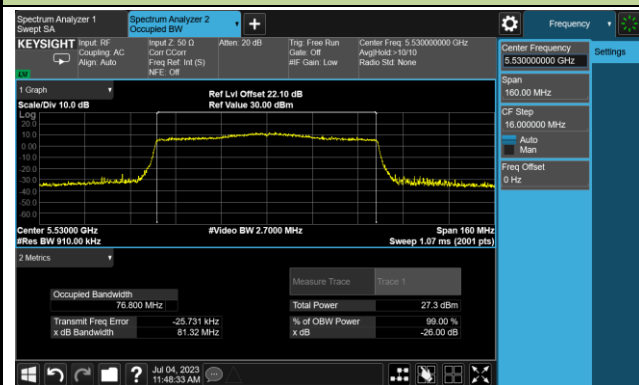 Spectrum Analyzer 1
Swept SA
Spectrum Analyzer 2
Occupied BW
Frequency
KEYSIGHT
Input: RF
Coupling: AC
Align: Auto
Input Z: 50 Ω
Corr CCorr
Freq Ref: Int (S)
NFE: Off
Atten: 20 dB
Trig: Free Run
Gate: Off
#IF Gain: Low
Center Freq: 5.530000000 GHz
Avg|Hold:>10/10
Radio Std: None
Center Frequency
5.530000000 GHz
Settings
Span
160.00 MHz
CF Step
16.000000 MHz
Auto
Man
Freq Offset
0 Hz
1 Graph
Scale/Div 10.0 dB
Ref Lvl Offset 22.10 dB
Ref Value 30.00 dBm
Log
20.0
10.0
0.00
-10.0
-20.0
-30.0
-40.0
-50.0
-60.0
Center 5.53000 GHz
#Res BW 910.00 kHz
#Video BW 2.7000 MHz
Span 160 MHz
Sweep 1.07 ms (2001 pts)
2 Metrics
Measure Trace
Trace 1
Occupied Bandwidth
76.800 MHz
Total Power
27.3 dBm
Transmit Freq Error
-25.731 kHz
% of OBW Power
99.00 %
x dB Bandwidth
81.32 MHz
x dB
-26.00 dB
Jul 04, 2023
11:48:33 AM